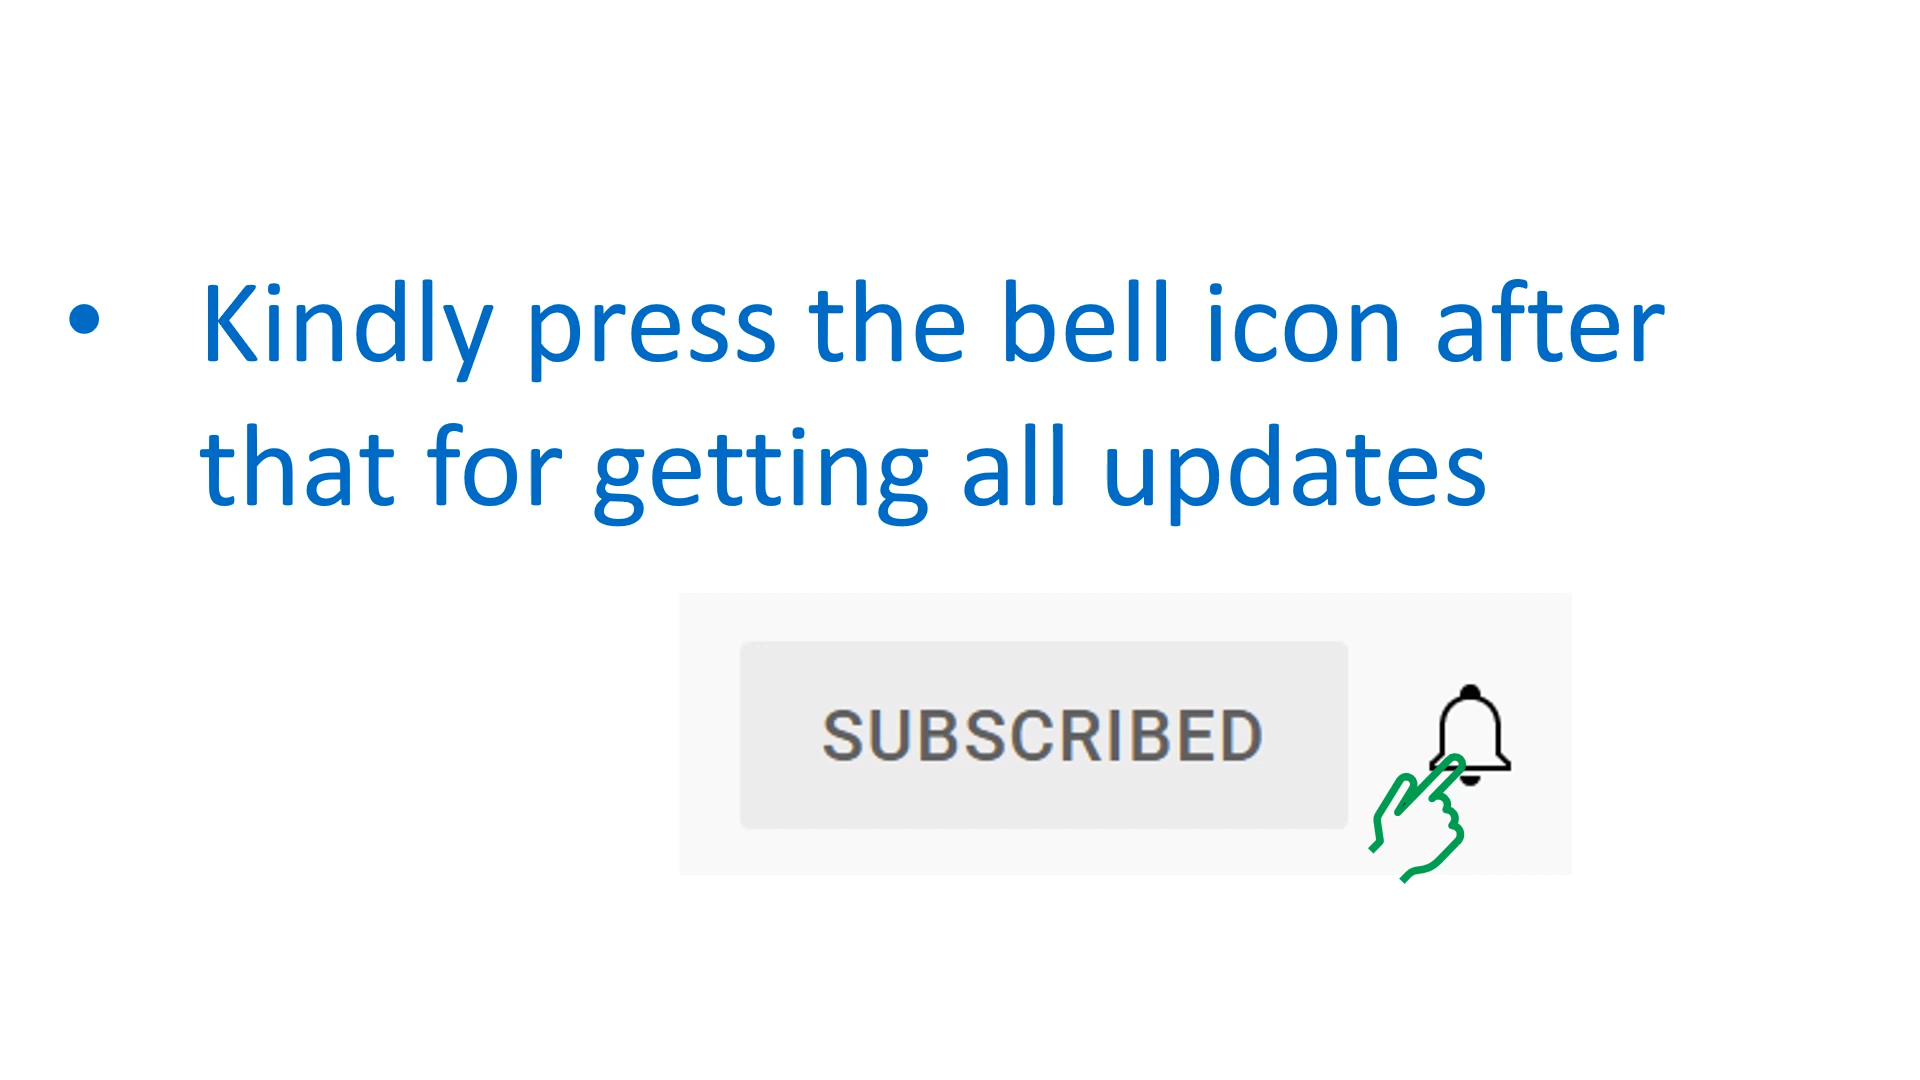 • Kindly press the bell icon after
that for getting all updates
SUBSCRIBED